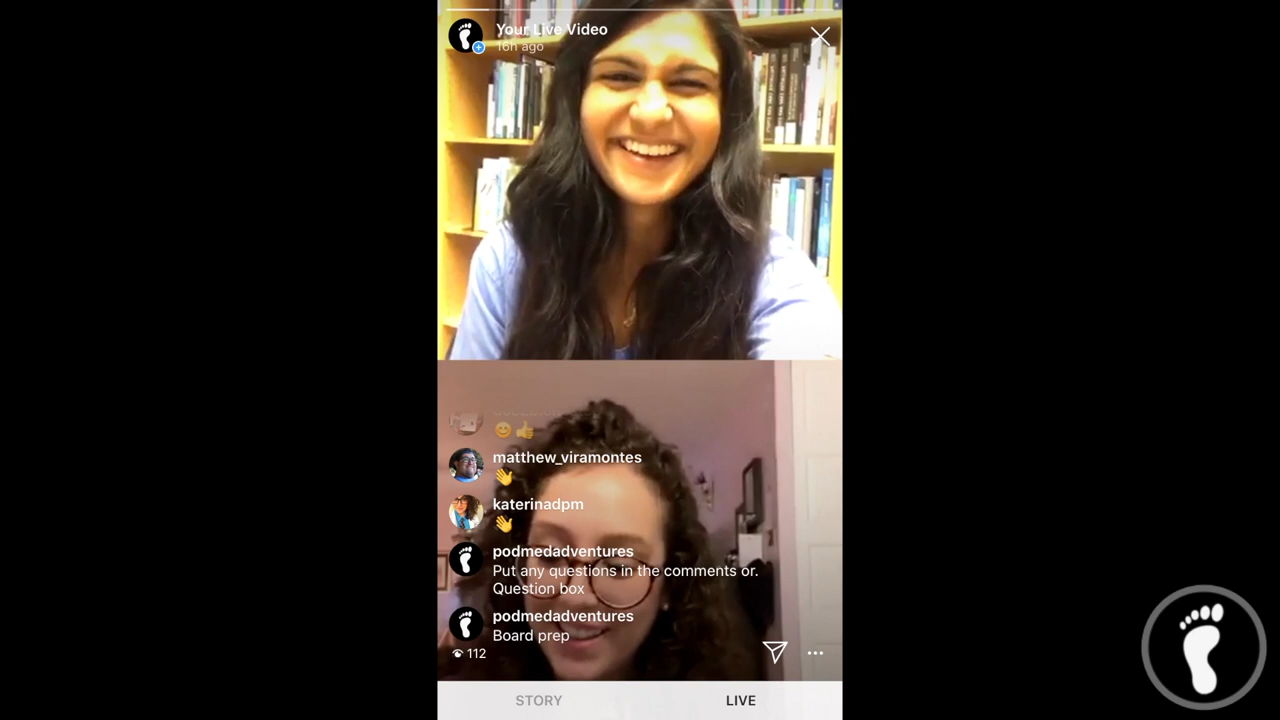 Your Live Video
16h ago
matthew_viramontes
katerinadpm
podmedadventures
Put any questions in the comments or.
Question box
podmedadventures
Board prep
112
STORY
LIVE